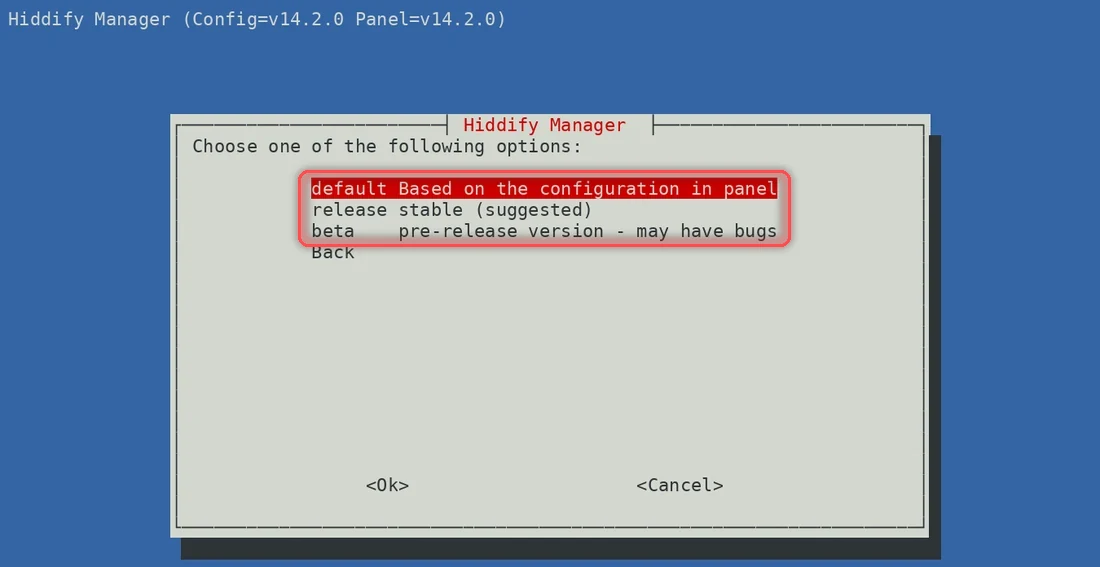 Hiddify Manager (Config=v14.2.0 Panel=v14.2.0)
Hiddify Manager
Choose one of the following options:
default Based on the configuration in panel
release stable (suggested)
beta    pre-release version - may have bugs
Back
<Ok> <Cancel>